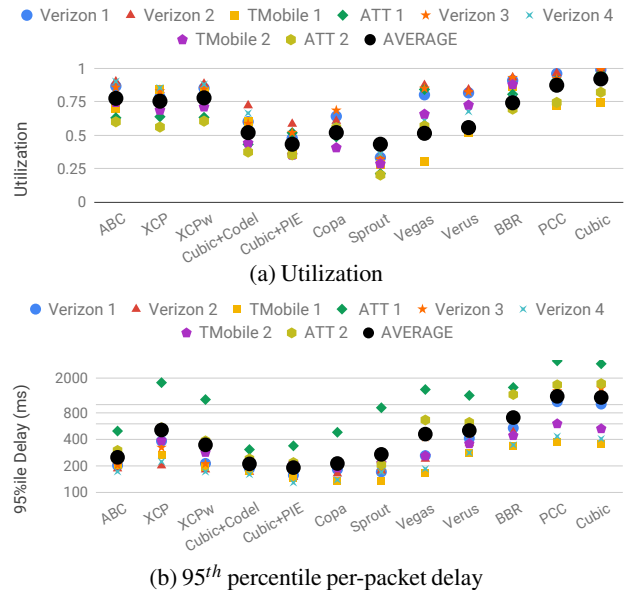 Verizon 1 Verizon 2 TMobile 1 ATT 1 Verizon 3 Verizon 4
TMobile 2 ATT 2 AVERAGE
1
0.75
0.5
0.25
0
Utilization
ABC XCP XCPw Cubic+Codel Cubic+PIE Copa Sprout Vegas Verus BBR PCC Cubic
(a) Utilization
Verizon 1 Verizon 2 TMobile 1 ATT 1 Verizon 3 Verizon 4
TMobile 2 ATT 2 AVERAGE
2000
800
400
200
100
95%ile Delay (ms)
ABC XCP XCPw Cubic+Codel Cubic+PIE Copa Sprout Vegas Verus BBR PCC Cubic
(b) 95th percentile per-packet delay